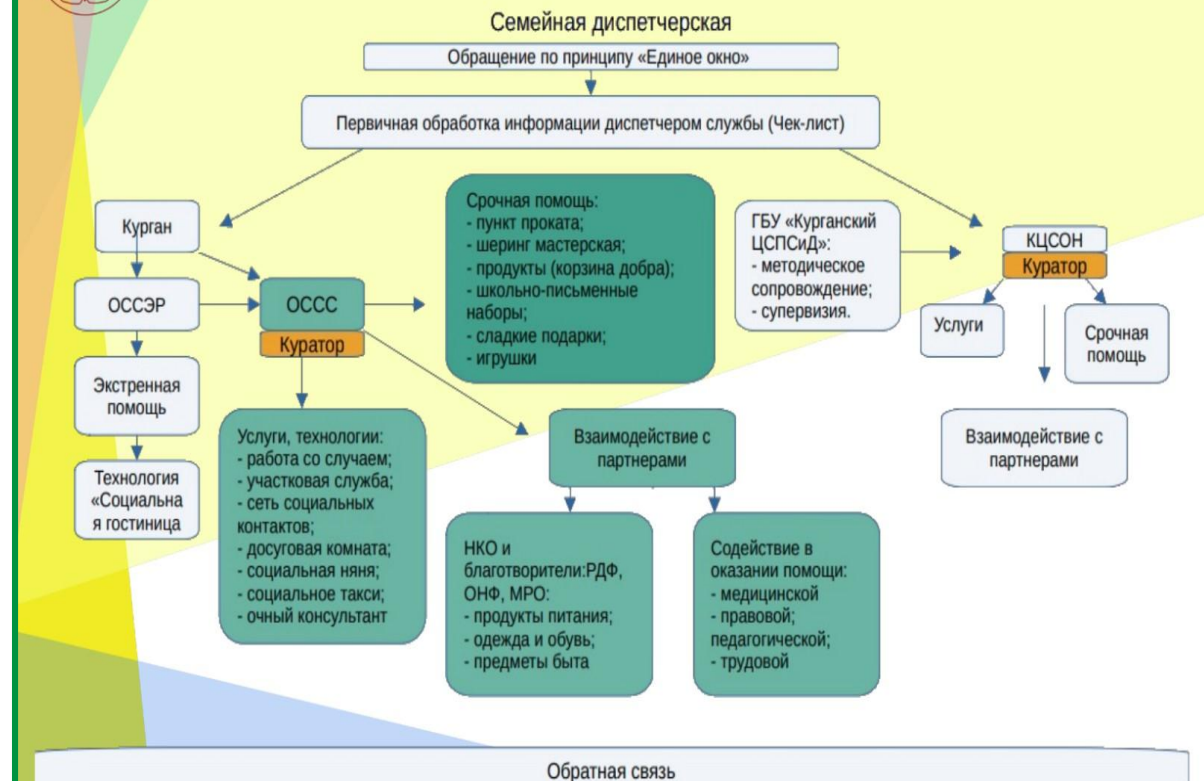 Семейная диспетчерская
Обращение по принципу «Единое окно»
Первичная обработка информации диспетчером службы (Чек-лист)
Курган
ОССЭР
Экстренная
помощь
Технология
«Социальна
я гостиница
ОССС
Куратор
Услуги, технологии:
- работа со случаем;
- участковая служба;
- сеть социальных
контактов;
- досуговая комната;
- социальная няня;
- социальное такси;
- очный консультант
Срочная помощь:
- пункт проката;
- шеринг мастерская;
- продукты (корзина добра);
- школьно-письменные
наборы;
- сладкие подарки;
- игрушки
Взаимодействие с
партнерами
НКО и
благотворители:РДФ,
ОНФ, МРО:
- продукты питания;
- одежда и обувь;
- предметы быта
Содействие в
оказании помощи:
- медицинской
- правовой;
педагогической;
- трудовой
ГБУ «Курганский
ЦСПСиД»:
- методическое
сопровождение;
- супервизия.
КЦСОН
Куратор
Услуги
Срочная
помощь
Взаимодействие с
партнерами
Обратная связь